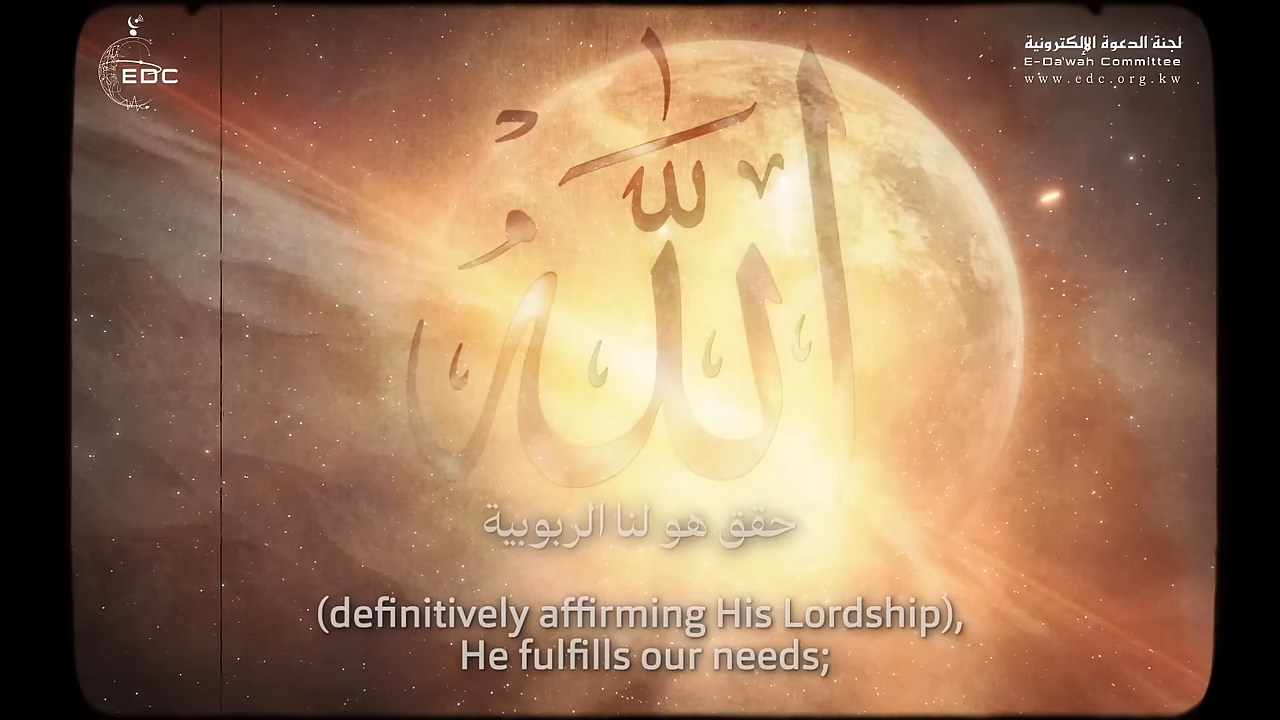 EDC
لجنة الدعوة الإلكترونية
E-Da'wah Committee
www.edc.org.kw
اللّٰهُ
حقق هو لنا الربوبية
(definitively affirming His Lordship),
He fulfills our needs;